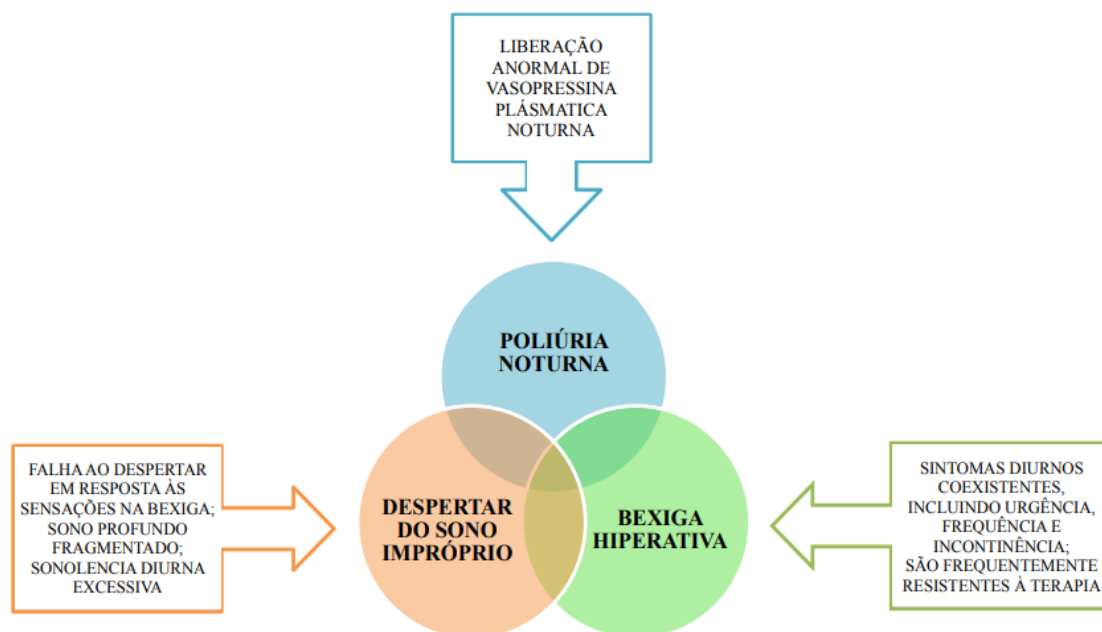 LIBERAÇÃO
ANORMAL DE
VASOPRESSINA
PLÁSMATICA
NOTURNA
POLIÚRIA
NOTURNA
FALHA AO DESPERTAR
EM RESPOSTA ÀS
SENSAÇÕES NA BEXIGA;
SONO PROFUNDO
FRAGMENTADO;
SONOLENCIA DIURNA
EXCESSIVA
DESPERTAR
DO SONO
IMPRÓPRIO
BEXIGA
HIPERATIVA
SINTOMAS DIURNOS
COEXISTENTES,
INCLUINDO URGÊNCIA,
FREQUÊNCIA E
INCONTINÊNCIA;
SÃO FREQUENTEMENTE
RESISTENTES À TERAPIA